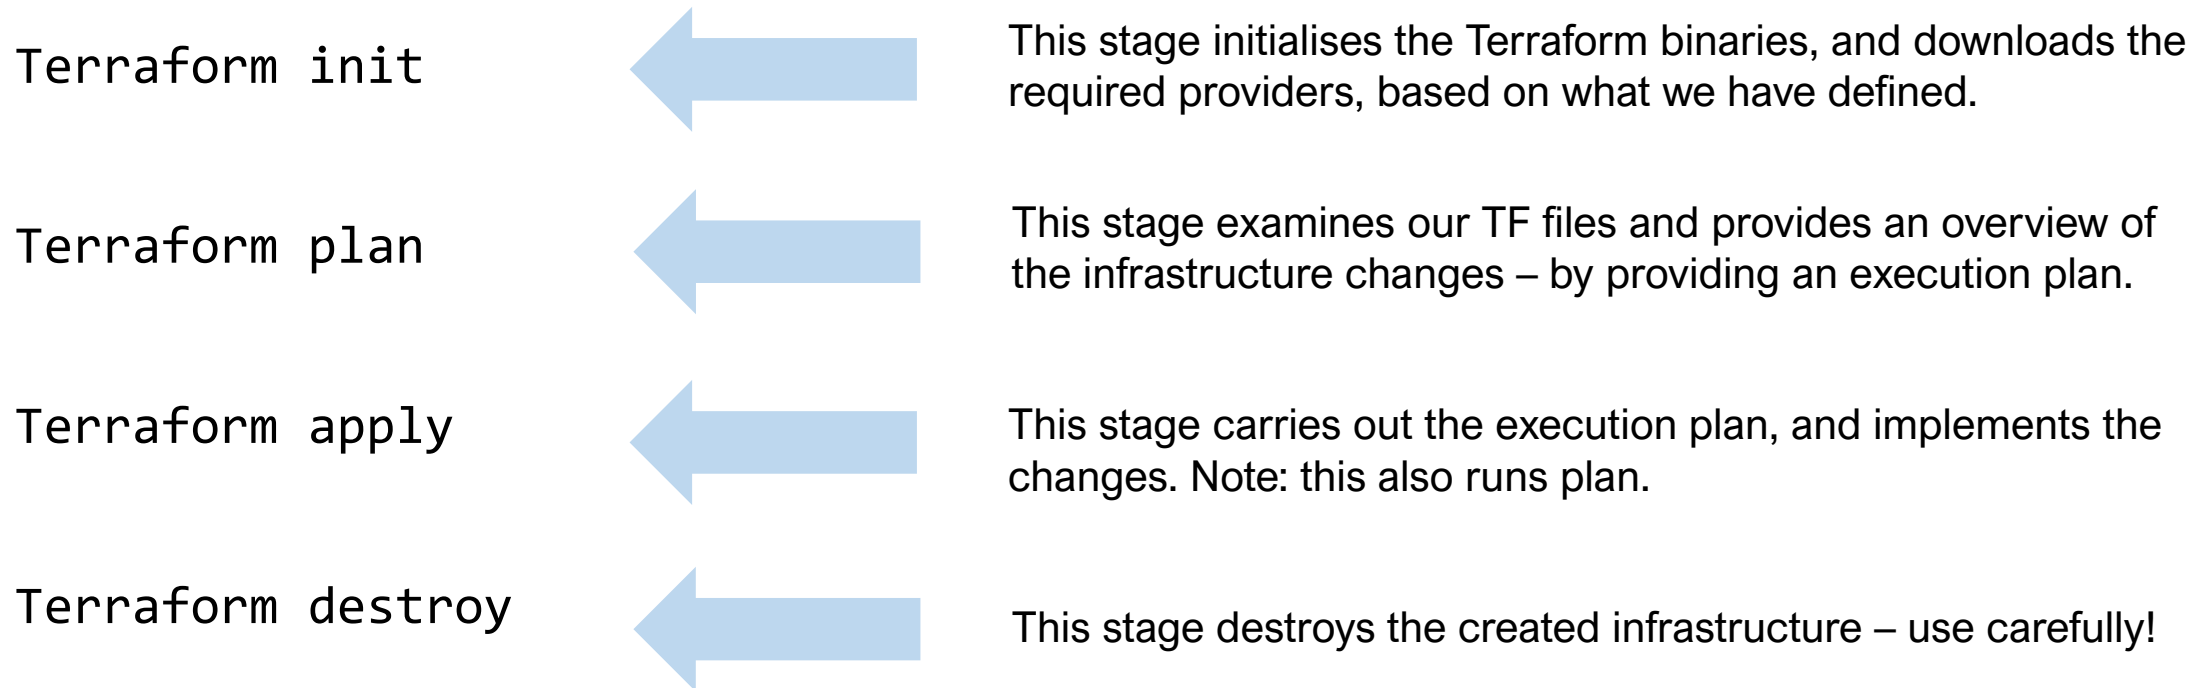 Terraform init
This stage initialises the Terraform binaries, and downloads the
required providers, based on what we have defined.
Terraform plan
This stage examines our TF files and provides an overview of
the infrastructure changes – by providing an execution plan.
Terraform apply
This stage carries out the execution plan, and implements the
changes. Note: this also runs plan.
Terraform destroy
This stage destroys the created infrastructure – use carefully!